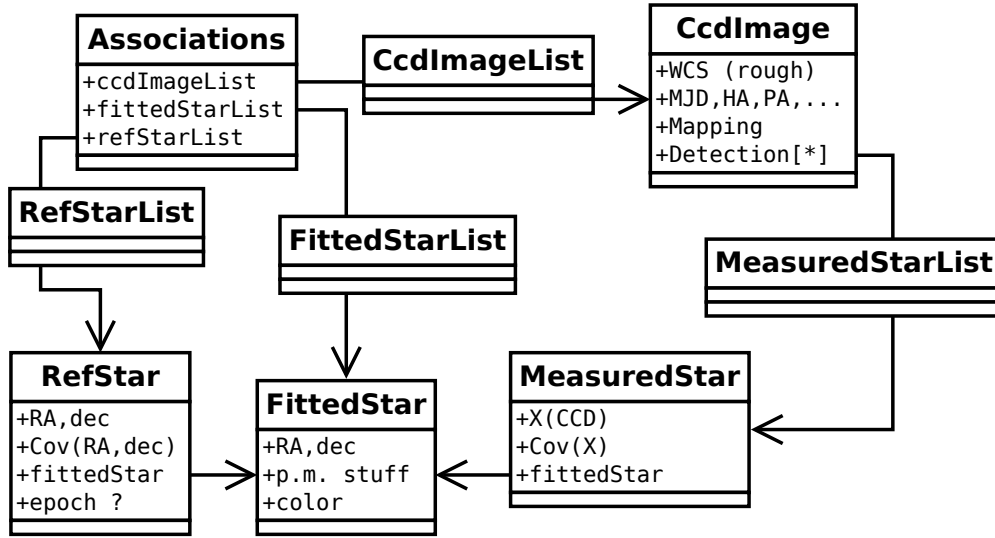 Associations
+ccdImageList
+fittedStarList
+refStarList
CcdImageList
CcdImage
+WCS (rough)
+MJD,HA,PA,...
+Mapping
+Detection[*]
RefStarList
FittedStarList
MeasuredStarList
RefStar
+RA,dec
+Cov(RA,dec)
+fittedStar
+epoch ?
FittedStar
+RA,dec
+p.m. stuff
+color
MeasuredStar
+X(CCD)
+Cov(X)
+fittedStar